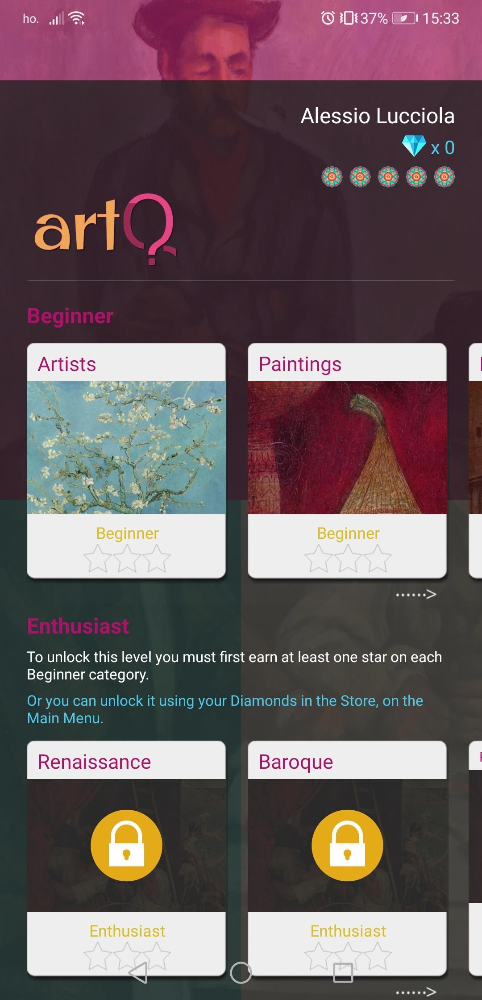 ho.
37%
15:33
Alessio Lucciola
x 0
artQ
Beginner
Artists
Paintings
Beginner
Beginner
......>
Enthusiast
To unlock this level you must first earn at least one star on each
Beginner category.
Or you can unlock it using your Diamonds in the Store, on the
Main Menu.
Renaissance
Baroque
Enthusiast
Enthusiast
......>